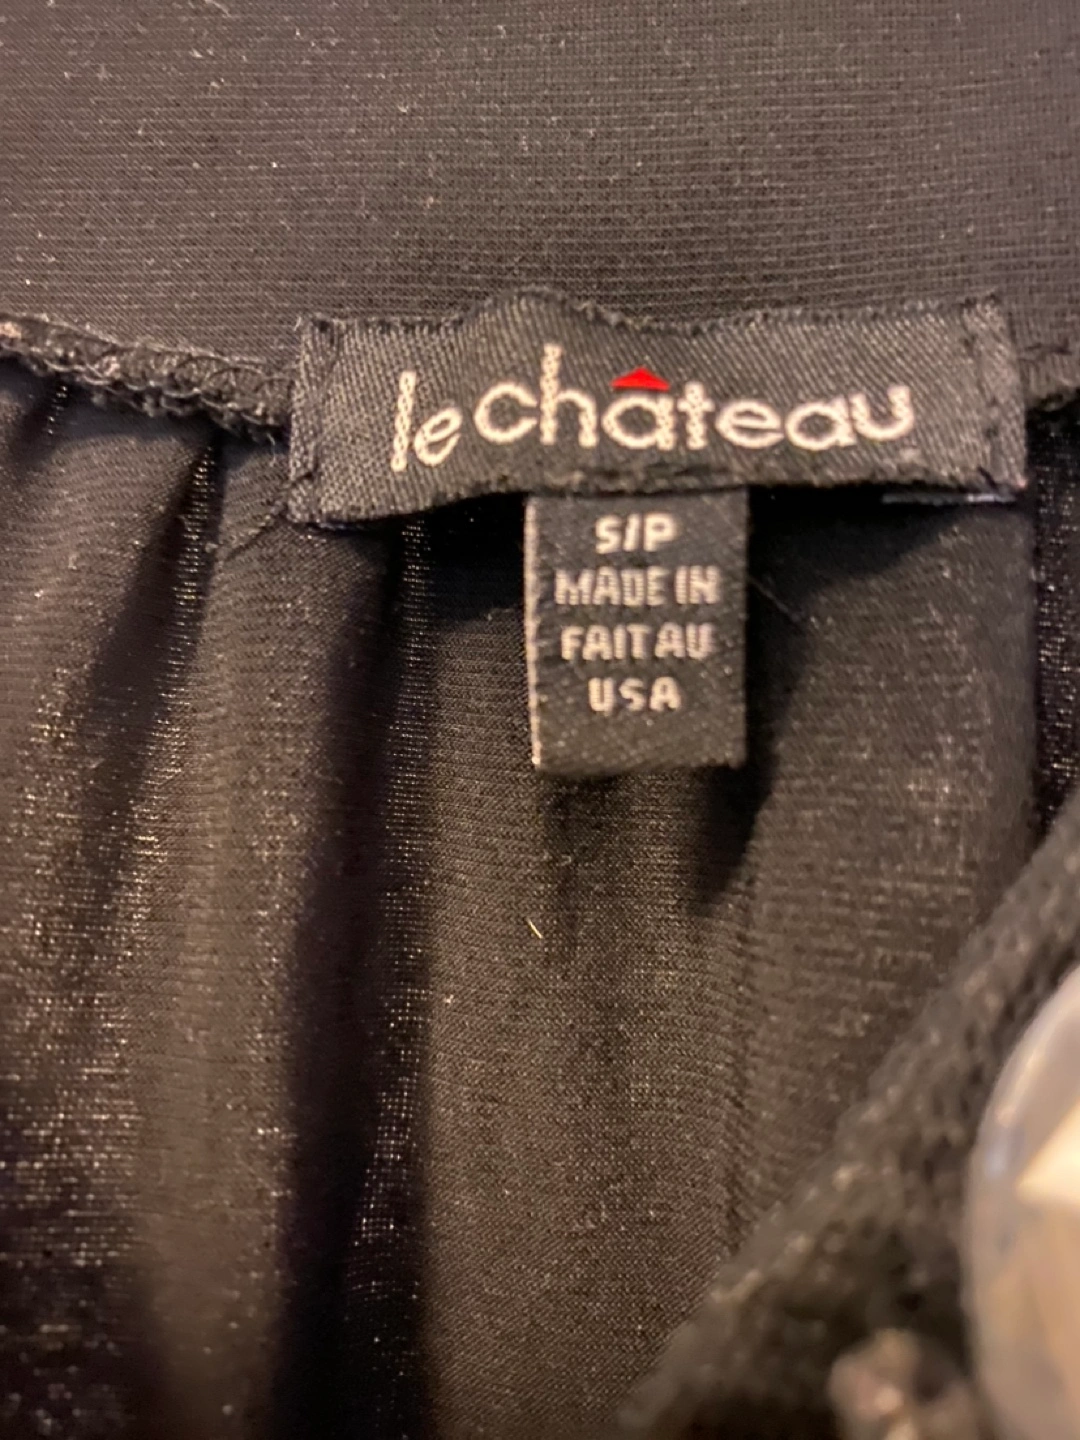 le château
S/P
MADE IN
FAIT AU
USA